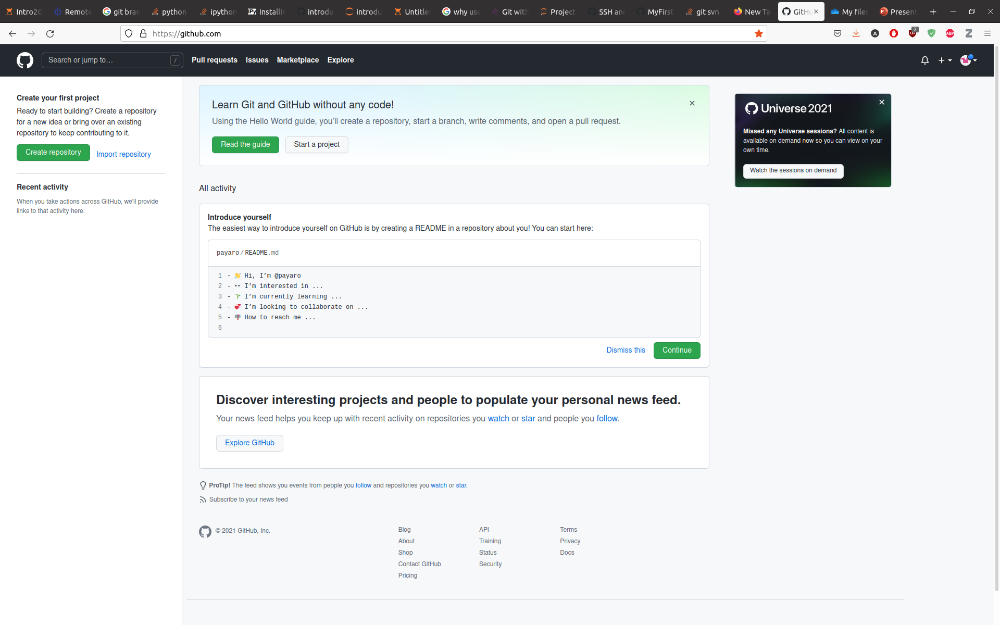 Intro2G
Remote
git bran
python
ipython
IPy Installin
introdu
introdu
Untitled
why use
Git with
Project
SSH and
MyFirst
git svn
New Ta
GitHu
My files
Present
https://github.com
2
A
ABP
Z
Search or jump to…
/
Pull requests
Issues
Marketplace
Explore
Create your first project
Ready to start building? Create a repository
for a new idea or bring over an existing
repository to keep contributing to it.
Create repository
Import repository
Recent activity
When you take actions across GitHub, we’ll provide
links to that activity here.
Learn Git and GitHub without any code!
Using the Hello World guide, you’ll create a repository, start a branch, write comments, and open a pull request.
Read the guide
Start a project
All activity
Introduce yourself
The easiest way to introduce yourself on GitHub is by creating a README in a repository about you! You can start here:
payaro/README.md
1 - 👋 Hi, I’m @payaro
2 - 👀 I’m interested in ...
3 - 🌱 I’m currently learning ...
4 - 💞️ I’m looking to collaborate on ...
5 - 📫 How to reach me ...
6
Dismiss this
Continue
Discover interesting projects and people to populate your personal news feed.
Your news feed helps you keep up with recent activity on repositories you watch or star and people you follow.
Explore GitHub
ProTip! The feed shows you events from people you follow and repositories you watch or star.
Subscribe to your news feed
Universe 2021
Missed any Universe sessions? All content is
available on demand now so you can view on your
own time.
Watch the sessions on demand
© 2021 GitHub, Inc.
Blog
About
Shop
Contact GitHub
Pricing
API
Training
Status
Security
Terms
Privacy
Docs